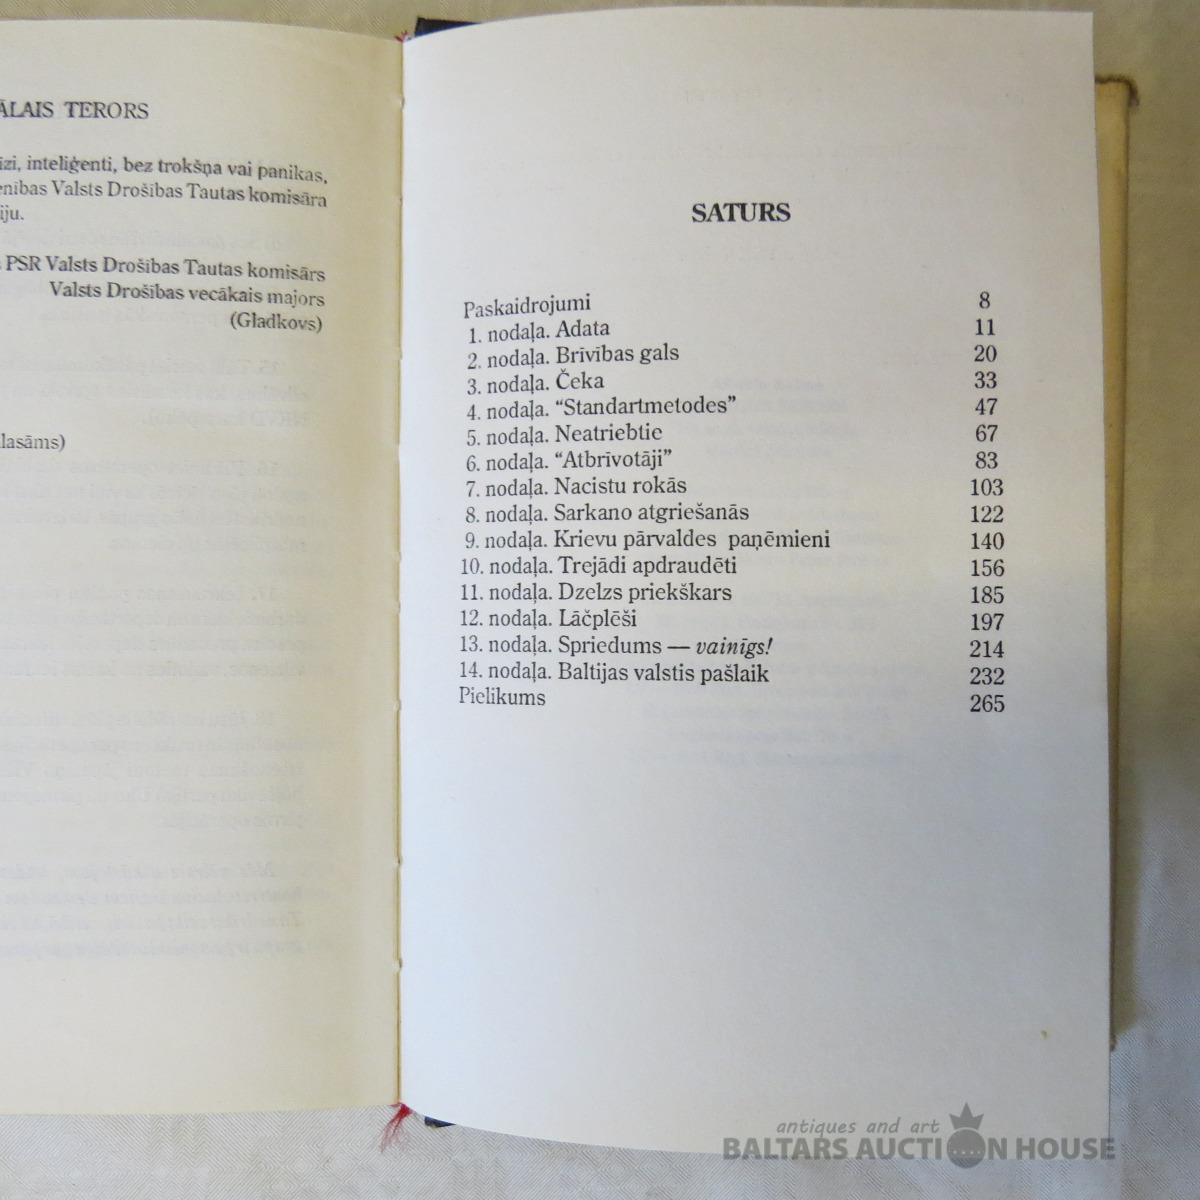 ĀLAIS TERORS
īzi, inteliģenti, bez trokšņa vai panikas,
enības Valsts Drošības Tautas komisāra
iju.
PSR Valsts Drošības Tautas komisārs
Valsts Drošības vecākais majors
(Gladkovs)
lasāms)
SATURS
Paskaidrojumi 8
1. nodaļa. Adata 11
2. nodaļa. Brīvības gals 20
3. nodaļa. Čeka 33
4. nodaļa. “Standartmetodes” 47
5. nodaļa. Neatriebtie 67
6. nodaļa. “Atbrīvotāji” 83
7. nodaļa. Nacistu rokās 103
8. nodaļa. Sarkano atgriešanās 122
9. nodaļa. Krievu pārvaldes paņēmieni 140
10. nodaļa. Trejādi apdraudēti 156
11. nodaļa. Dzelzs priekškars 185
12. nodaļa. Lāčplēši 197
13. nodaļa. Spriedums — vainīgs! 214
14. nodaļa. Baltijas valstis pašlaik 232
Pielikums 265
antiques and art
BALTARS AUCTION HOUSE